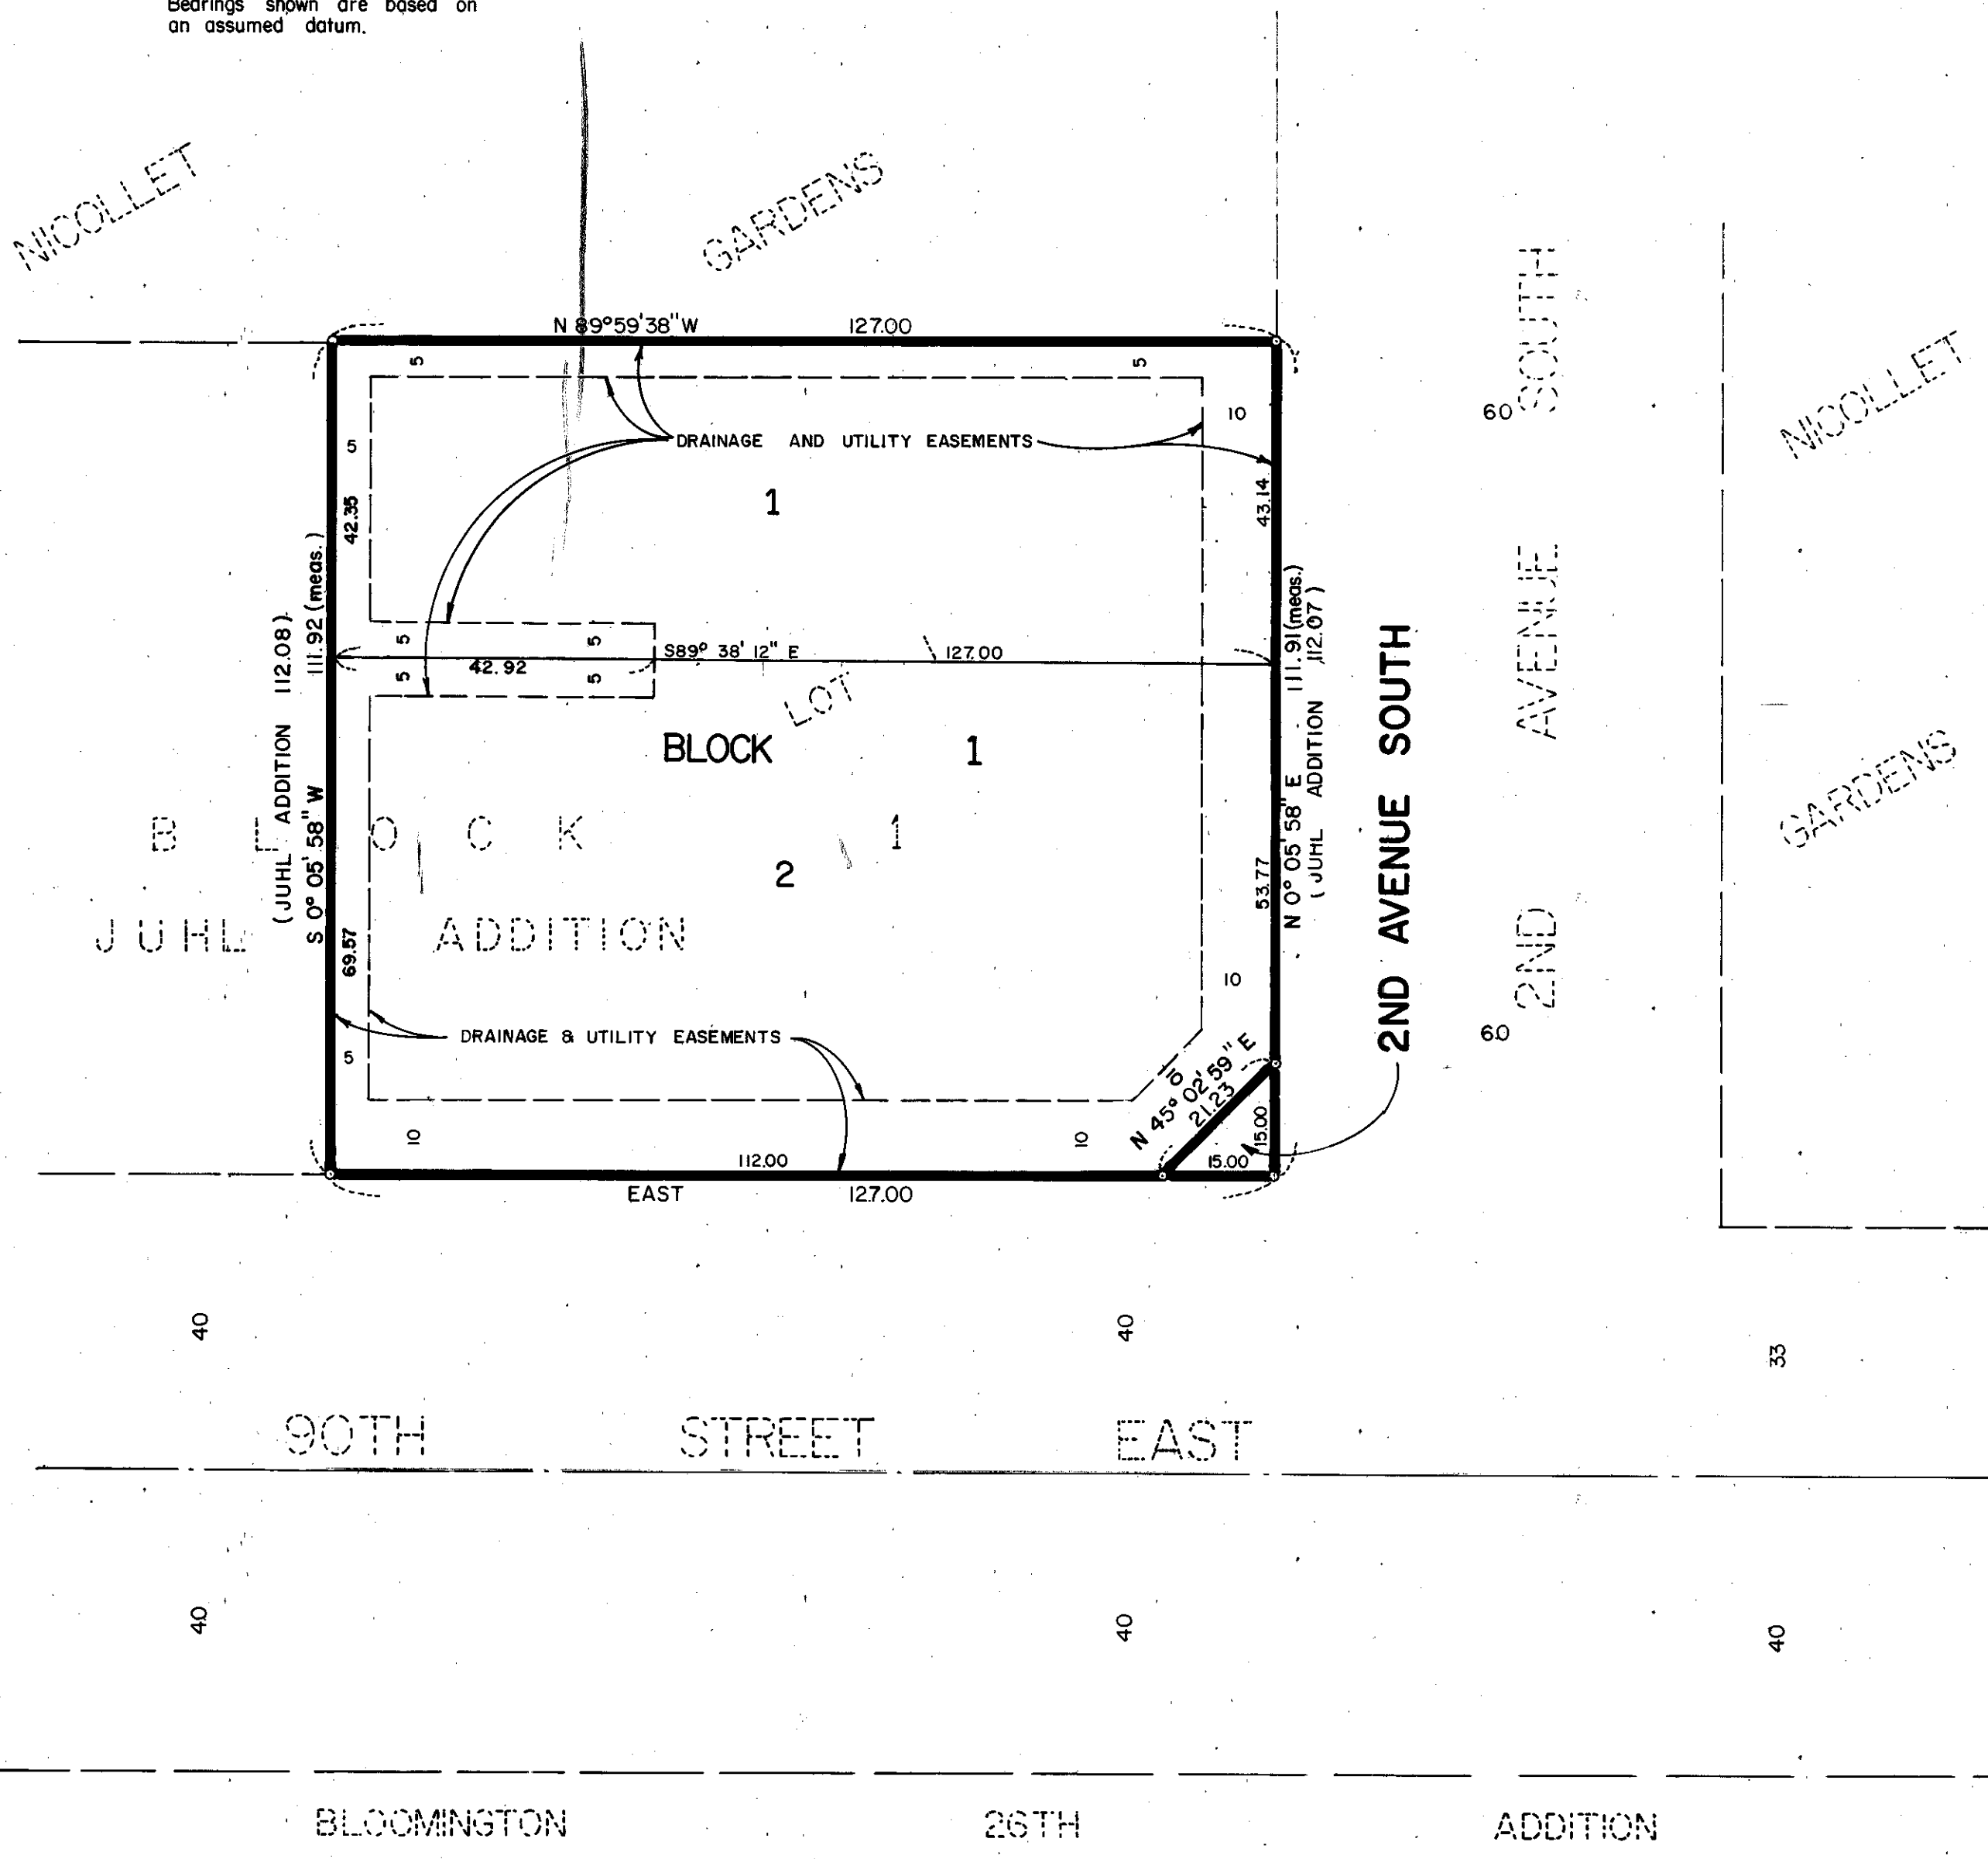 Bearings shown are based on
an assumed datum.
NICOLLET
GARDENS
N 89°59'38"W 127.00
5
5
10
5
DRAINAGE AND UTILITY EASEMENTS
1
42.35
43.14
60
2ND AVENUE SOUTH
NICOLLET
GARDENS
(JUHL ADDITION 112.08)
111.92 (meas.)
S 0° 05' 58" W
111.91 (meas.)
(JUHL ADDITION 112.07)
N 0° 05' 58" E
5
5
S89° 38' 12" E 127.00
42.92
5
5
LOT
BLOCK 1
BLOCK 1
2
JUHL ADDITION
69.57
53.77
2ND AVENUE SOUTH
10
60
DRAINAGE & UTILITY EASEMENTS
5
10
N 45° 02' 59" E
21.23
15.00
15.00
10
10
112.00
EAST 127.00
40
40
33
90TH STREET EAST
40
40
40
BLOOMINGTON 26TH ADDITION